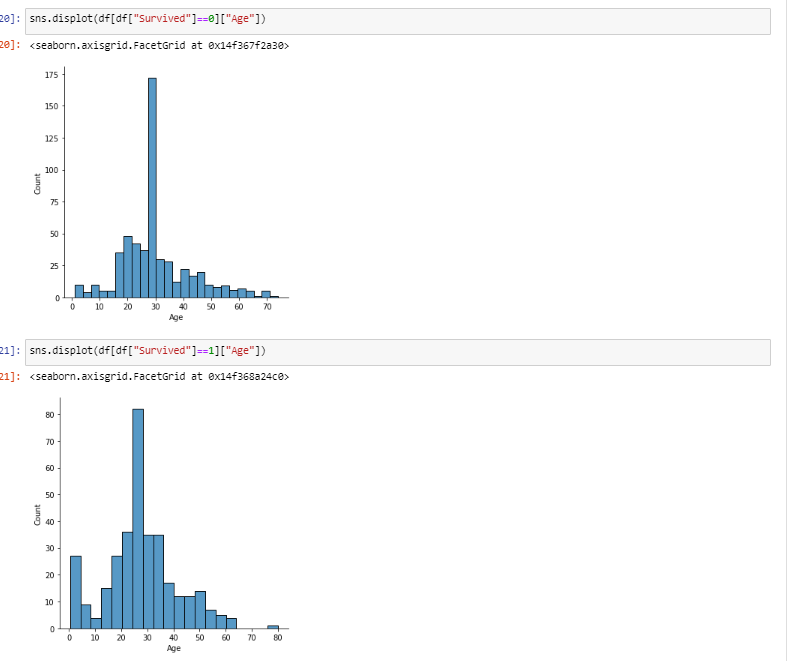 20]: sns.displot(df[df["Survived"]==0]["Age"])
20]: <seaborn.axisgrid.FacetGrid at 0x14f367f2a30>
175
150
125
100
75
50
25
0
Count
0 10 20 30 40 50 60 70
Age
21]: sns.displot(df[df["Survived"]==1]["Age"])
21]: <seaborn.axisgrid.FacetGrid at 0x14f368a24c0>
80
70
60
50
40
30
20
10
0
Count
0 10 20 30 40 50 60 70 80
Age